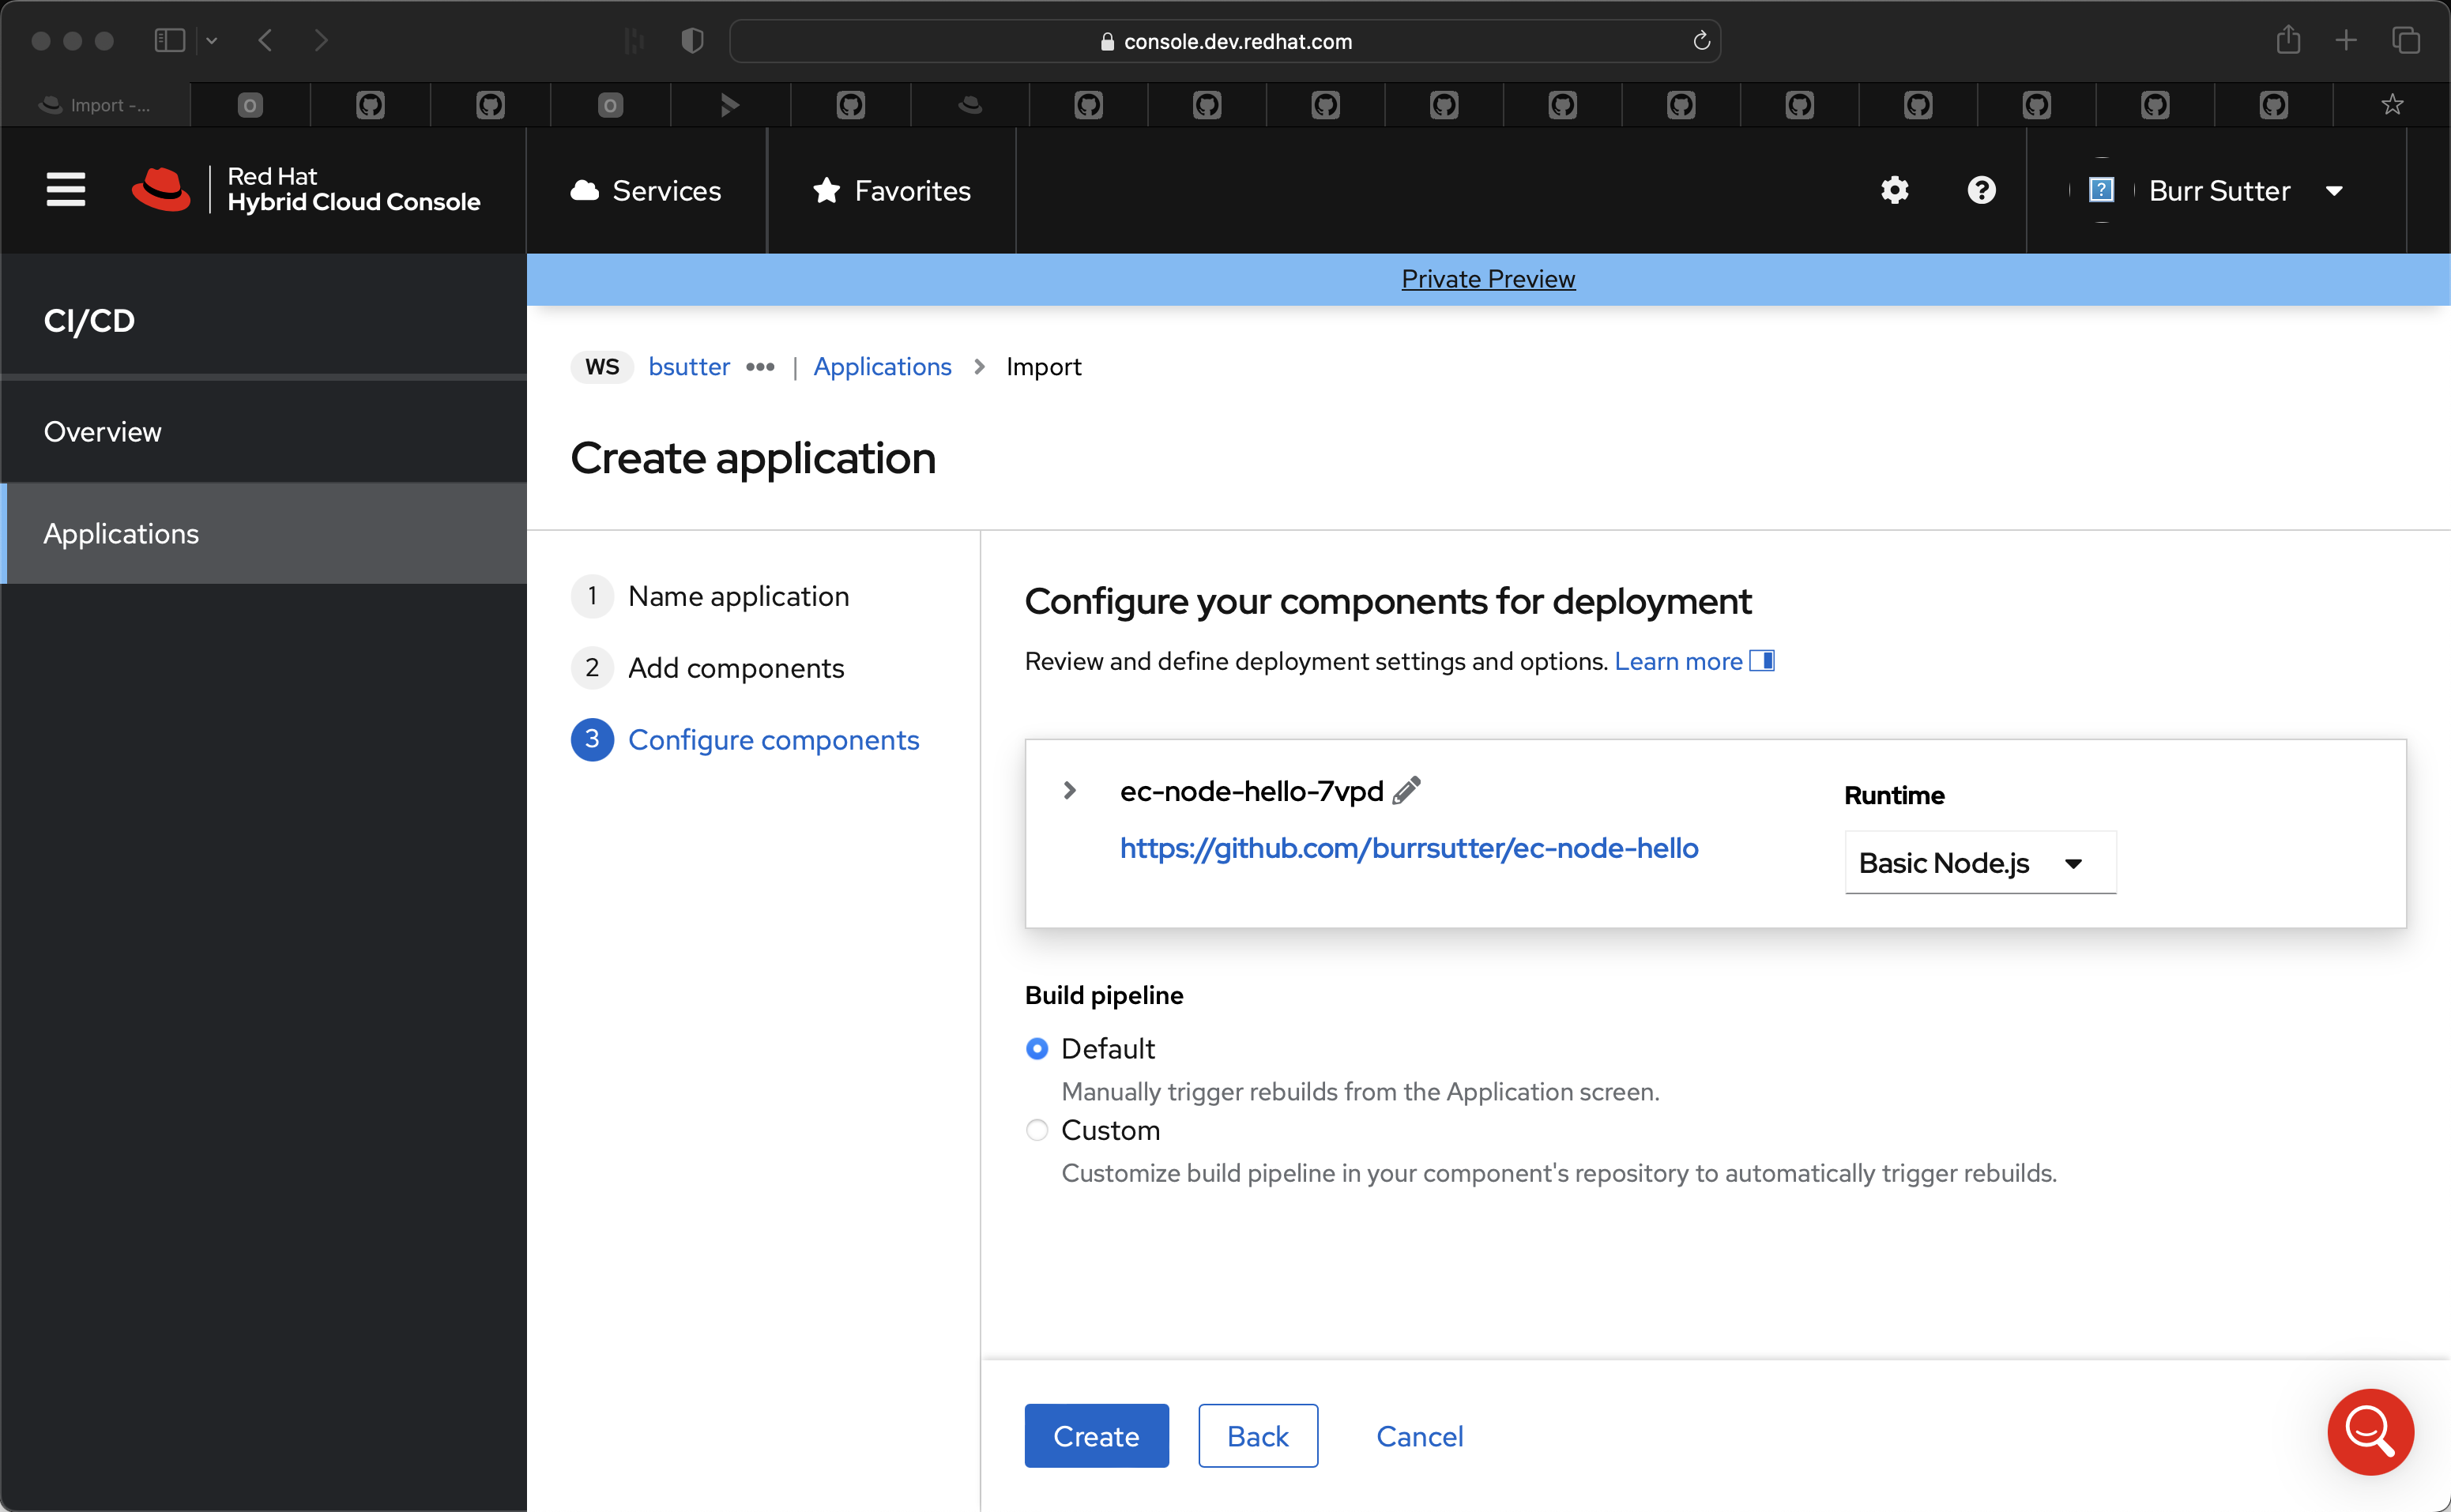 console.dev.redhat.com
Import -...
Red Hat
Hybrid Cloud Console
Services
Favorites
Burr Sutter
Private Preview
CI/CD
Overview
Applications
WS bsutter ••• | Applications > Import
Create application
1 Name application
2 Add components
3 Configure components
Configure your components for deployment
Review and define deployment settings and options. Learn more
ec-node-hello-7vpd
https://github.com/burrsutter/ec-node-hello
Runtime
Basic Node.js
Build pipeline
Default
Manually trigger rebuilds from the Application screen.
Custom
Customize build pipeline in your component's repository to automatically trigger rebuilds.
Create
Back
Cancel